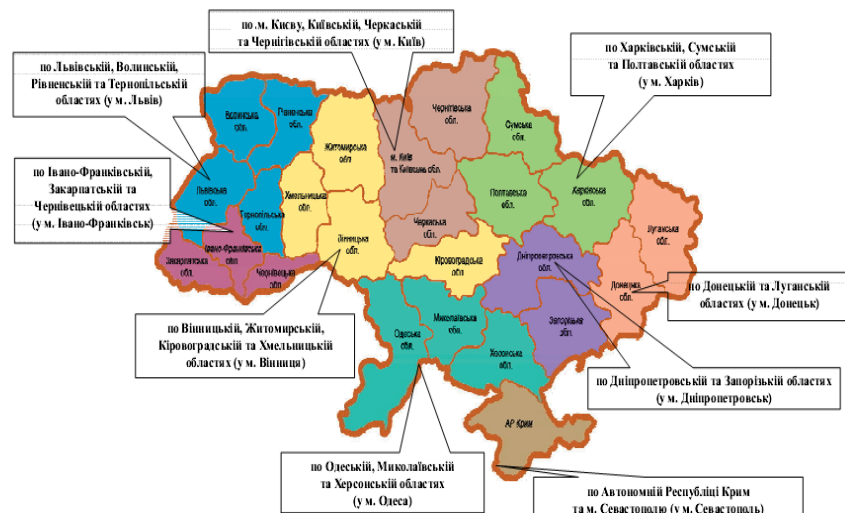 по м. Києву, Київській, Черкаській
та Чернігівській областях (у м. Київ)
по Львівській, Волинській,
Рівненській та Тернопільській
областях (у м. Львів)
по Харківській, Сумській
та Полтавській областях
(у м. Харків)
по Івано-Франківській,
Закарпатській та
Чернівецькій областях
(у м. Івано-Франківськ)
Волинська
обл.
Рівненська
обл.
Житомирська
обл
Чернігівська
обл.
Сумська
обл.
м. Київ
та Київська обл.
Львівська
обл.
Тернопільська
обл.
Хмельницька
обл.
Полтавська
обл.
Харківська
обл.
Луганська
обл.
Черкаська
обл.
Вінницька
обл.
Івано-Франківська
обл
Закарпатська
обл.
Чернівецька
обл
Кіровоградська
обл
Дніпропетровська
обл.
Донецька
обл.
Запорізька
обл.
Миколаївська
обл.
Одеська
обл.
Херсонська
обл.
АР Крим
по Донецькій та Луганській
областях (у м. Донецьк)
по Вінницькій, Житомирській,
Кіровоградській та Хмельницькій
областях (у м. Вінниця)
по Дніпропетровській та Запорізькій областях
(у м. Дніпропетровськ)
по Одеській, Миколаївській
та Херсонській областях
(у м. Одеса)
по Автономній Республіці Крим
та м. Севастополю (у м. Севастополь)